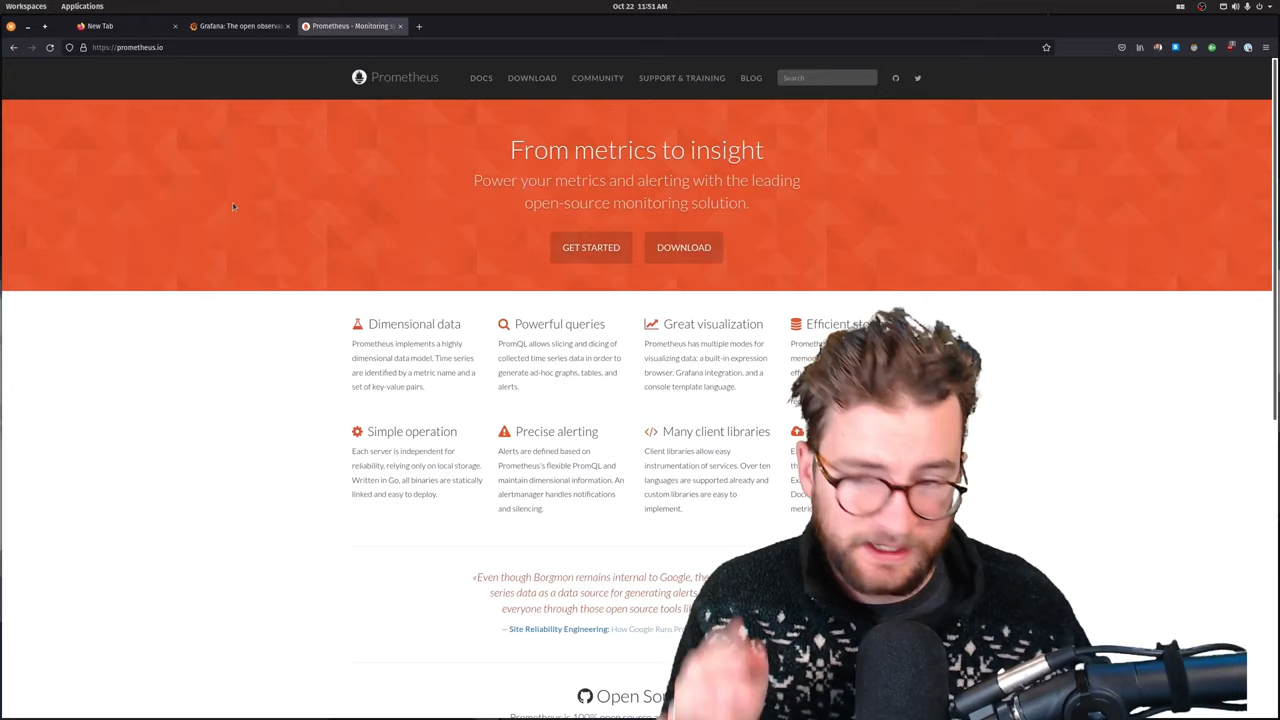 Workspaces Applications Oct 22 11:51 AM
New Tab Grafana: The open observa Prometheus - Monitoring s
https://prometheus.io
Prometheus DOCS DOWNLOAD COMMUNITY SUPPORT & TRAINING BLOG Search
From metrics to insight
Power your metrics and alerting with the leading
open-source monitoring solution.
GET STARTED DOWNLOAD
Dimensional data
Prometheus implements a highly
dimensional data model. Time series
are identified by a metric name and a
set of key-value pairs.
Powerful queries
PromQL allows slicing and dicing of
collected time series data in order to
generate ad-hoc graphs, tables, and
alerts.
Great visualization
Prometheus has multiple modes for
visualizing data: a built-in expression
browser, Grafana integration, and a
console template language.
Efficient
Simple operation
Each server is independent for
reliability, relying only on local storage.
Written in Go, all binaries are statically
linked and easy to deploy.
Precise alerting
Alerts are defined based on
Prometheus's flexible PromQL and
maintain dimensional information. An
alertmanager handles notifications
and silencing.
Many client libraries
Client libraries allow easy
instrumentation of services. Over ten
languages are supported already and
custom libraries are easy to
implement.
«Even though Borgmon remains internal to Google, the
series data as a data source for generating alerts
everyone through those open source tools
-- Site Reliability Engineering: How Google Runs
Open
Prometheus is 100% open source